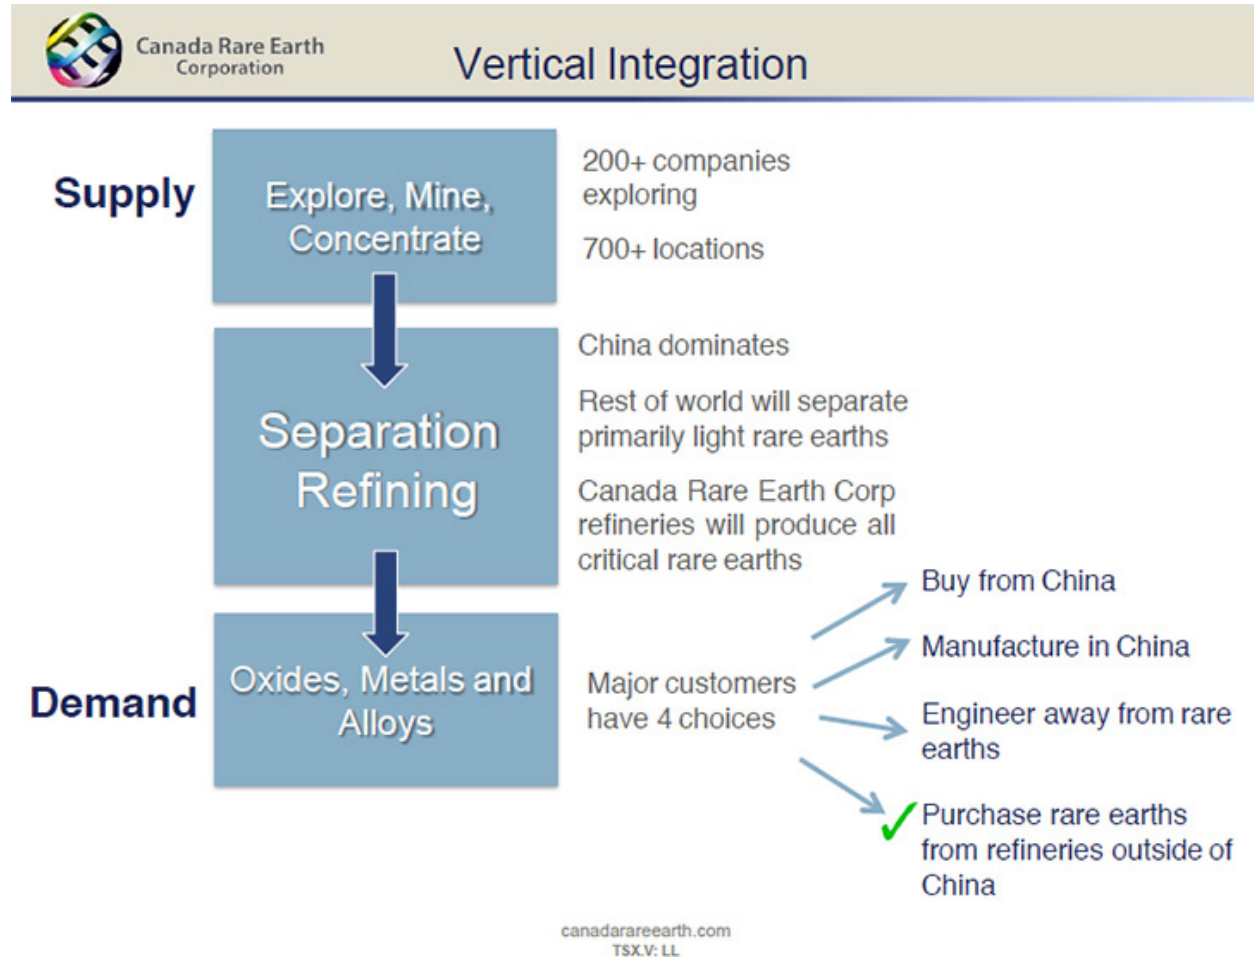 Canada Rare Earth
Corporation
Vertical Integration
Supply
Explore, Mine,
Concentrate
200+ companies
exploring
700+ locations
Separation
Refining
China dominates
Rest of world will separate
primarily light rare earths
Canada Rare Earth Corp
refineries will produce all
critical rare earths
Demand
Oxides, Metals and
Alloys
Major customers
have 4 choices
Buy from China
Manufacture in China
Engineer away from rare
earths
Purchase rare earths
from refineries outside of
China
canadarareearth.com
TSX.V: LL